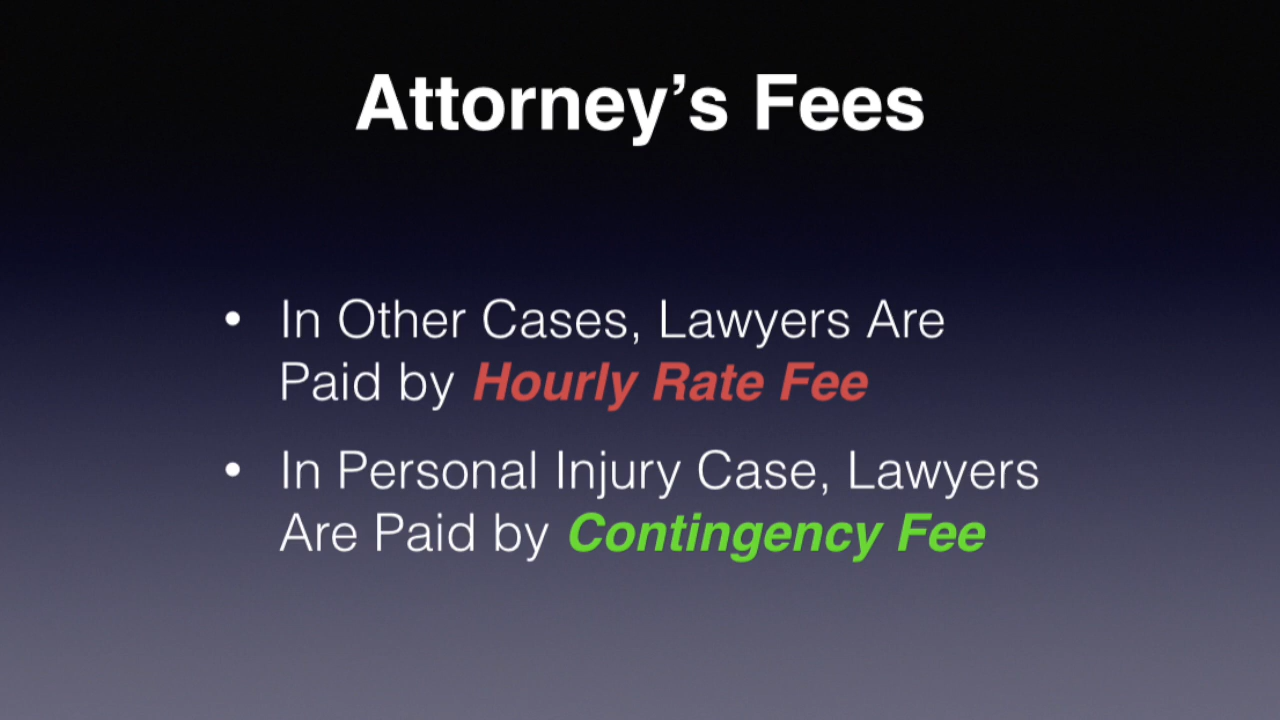 Attorney’s Fees
• In Other Cases, Lawyers Are
Paid by Hourly Rate Fee
• In Personal Injury Case, Lawyers
Are Paid by Contingency Fee